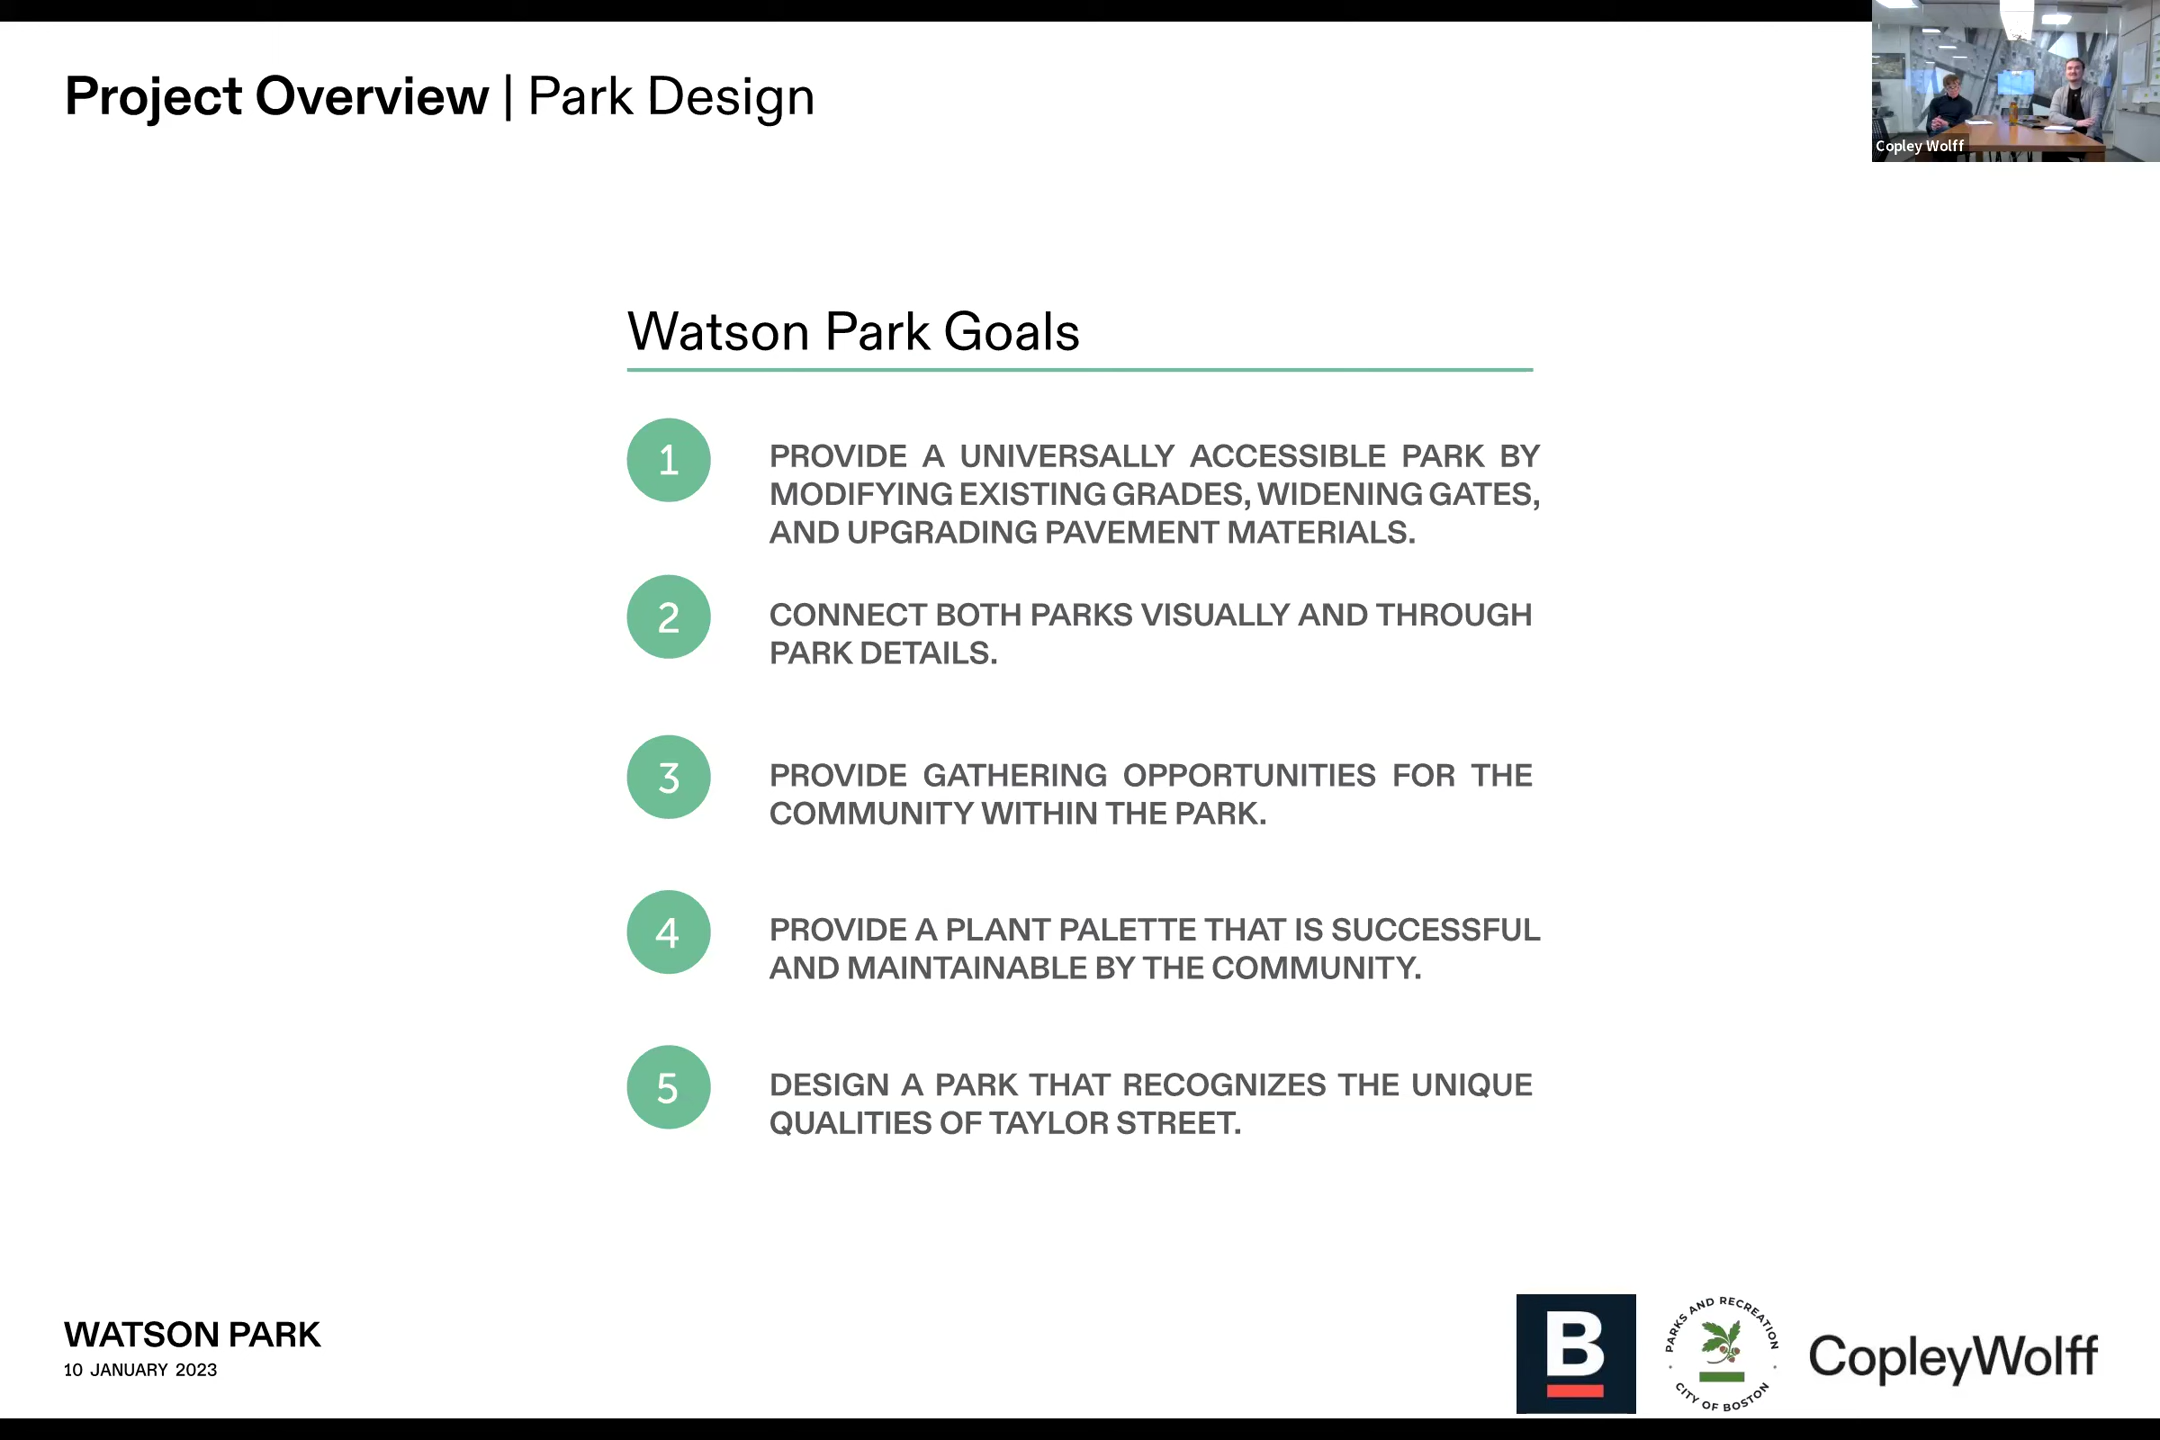 Project Overview | Park Design
Copley Wolff
Watson Park Goals
1
PROVIDE A UNIVERSALLY ACCESSIBLE PARK BY
MODIFYING EXISTING GRADES, WIDENING GATES,
AND UPGRADING PAVEMENT MATERIALS.
2
CONNECT BOTH PARKS VISUALLY AND THROUGH
PARK DETAILS.
3
PROVIDE GATHERING OPPORTUNITIES FOR THE
COMMUNITY WITHIN THE PARK.
4
PROVIDE A PLANT PALETTE THAT IS SUCCESSFUL
AND MAINTAINABLE BY THE COMMUNITY.
5
DESIGN A PARK THAT RECOGNIZES THE UNIQUE
QUALITIES OF TAYLOR STREET.
WATSON PARK
10 JANUARY 2023
B
PARKS AND RECREATION
CITY OF BOSTON
CopleyWolff